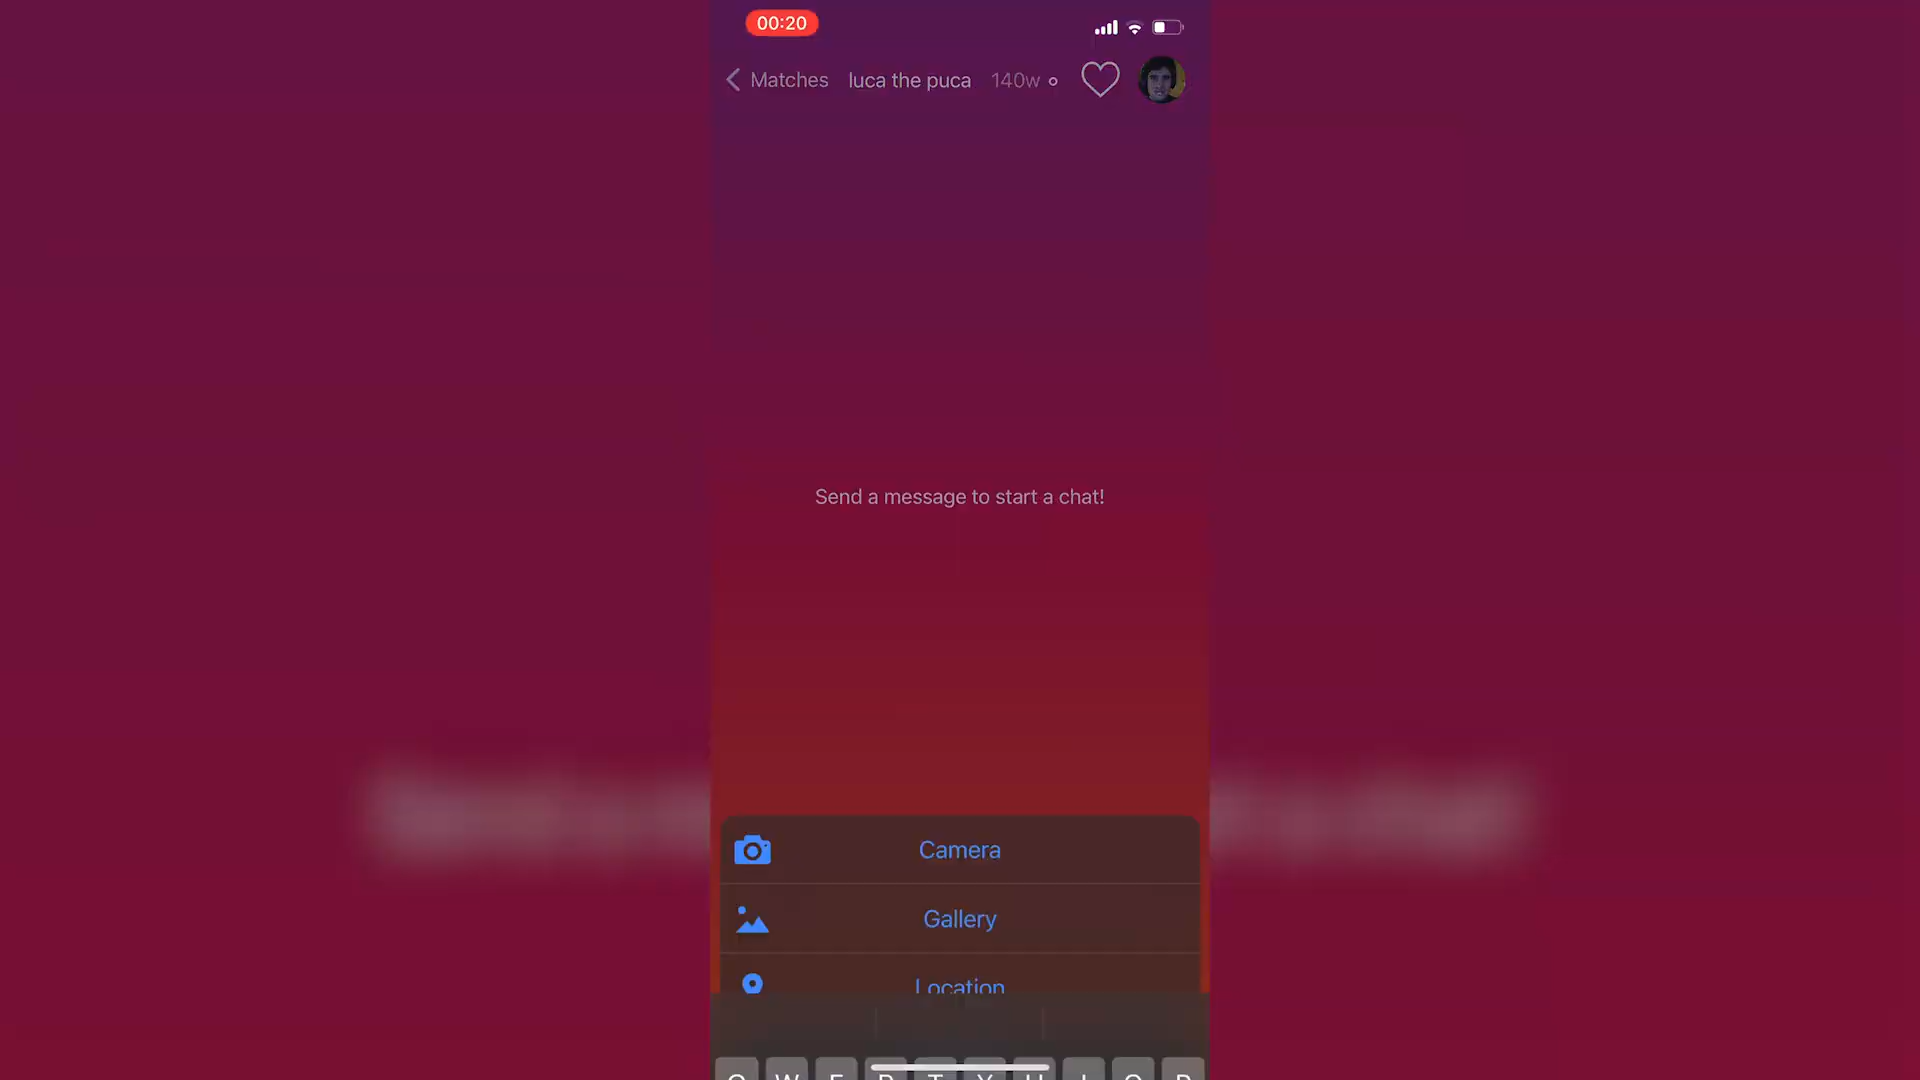 00:20
Matches luca the puca 140w
Send a message to start a chat!
Camera
Gallery
Location